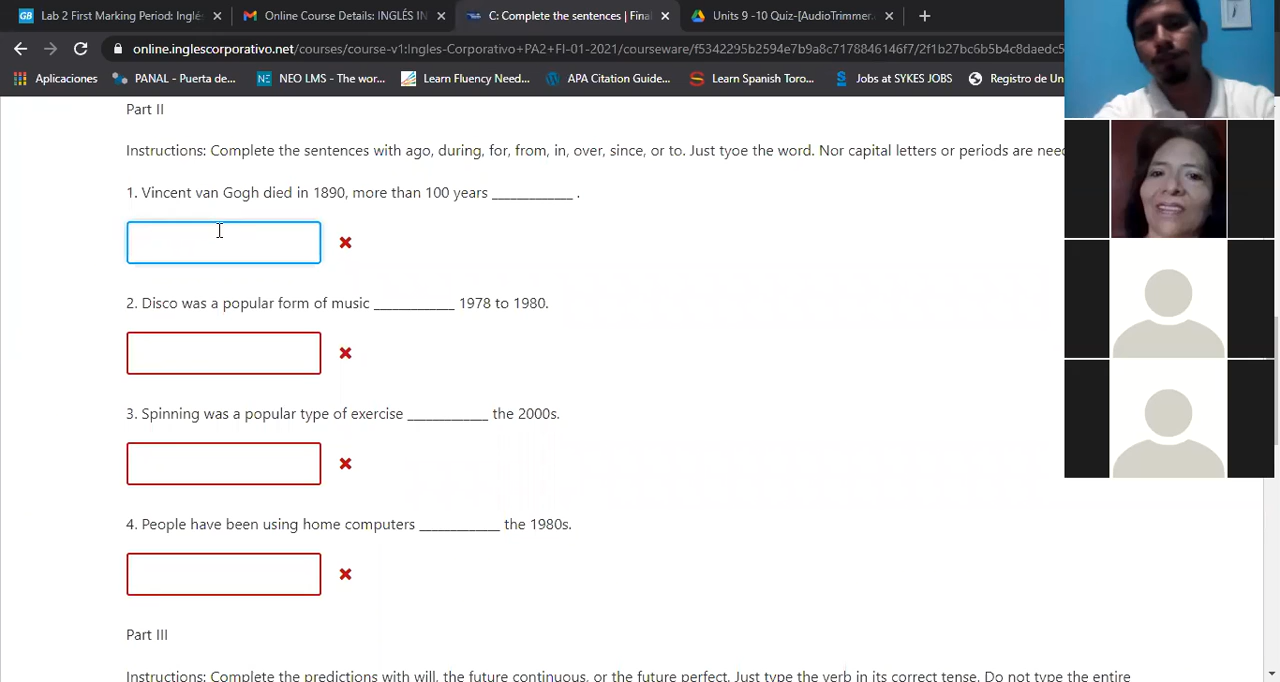 Lab 2 First Marking Period: Inglé
Online Course Details: INGLÉS IN
C: Complete the sentences | Final
Units 9 -10 Quiz-[AudioTrimmer.
online.inglescorporativo.net/courses/course-v1:Ingles-Corporativo+PA2+FI-01-2021/courseware/f5342295b2594e7b9a8c7178846146f7/2f1b27bc6b5b4c8daedc5
Aplicaciones
PANAL - Puerta de...
NEO LMS - The wor...
Learn Fluency Need...
APA Citation Guide...
Learn Spanish Toro...
Jobs at SYKES JOBS
Registro de Un
Part II
Instructions: Complete the sentences with ago, during, for, from, in, over, since, or to. Just tyoe the word. Nor capital letters or periods are need
1. Vincent van Gogh died in 1890, more than 100 years ____________ .
2. Disco was a popular form of music ____________ 1978 to 1980.
3. Spinning was a popular type of exercise ____________ the 2000s.
4. People have been using home computers ____________ the 1980s.
Part III
Instructions: Complete the predictions with will, the future continuous, or the future perfect. Just type the verb in its correct tense. Do not type the entire